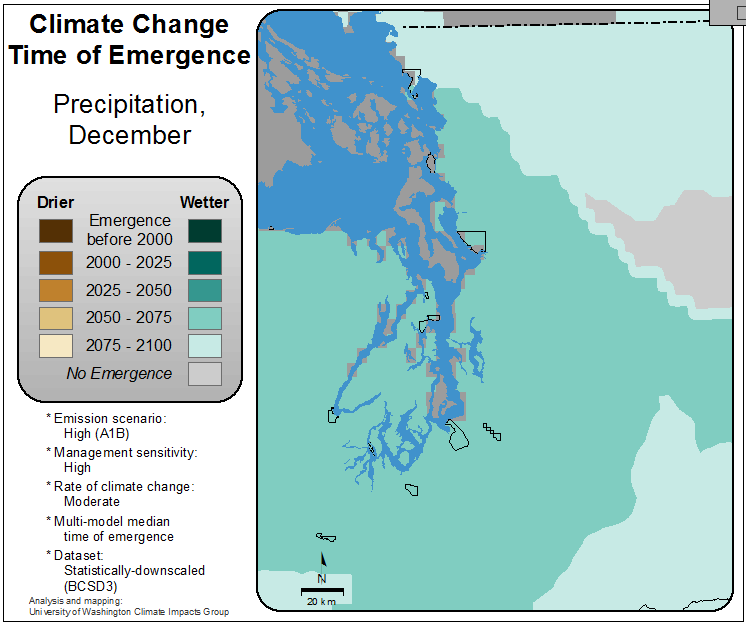 Climate Change
Time of Emergence
Precipitation,
December
Drier
Wetter
Emergence
before 2000
2000 - 2025
2025 - 2050
2050 - 2075
2075 - 2100
No Emergence
* Emission scenario:
High (A1B)
* Management sensitivity:
High
* Rate of climate change:
Moderate
* Multi-model median
time of emergence
* Dataset:
Statistically-downscaled
(BCSD3)
Analysis and mapping:
University of Washington Climate Impacts Group
N
20 km